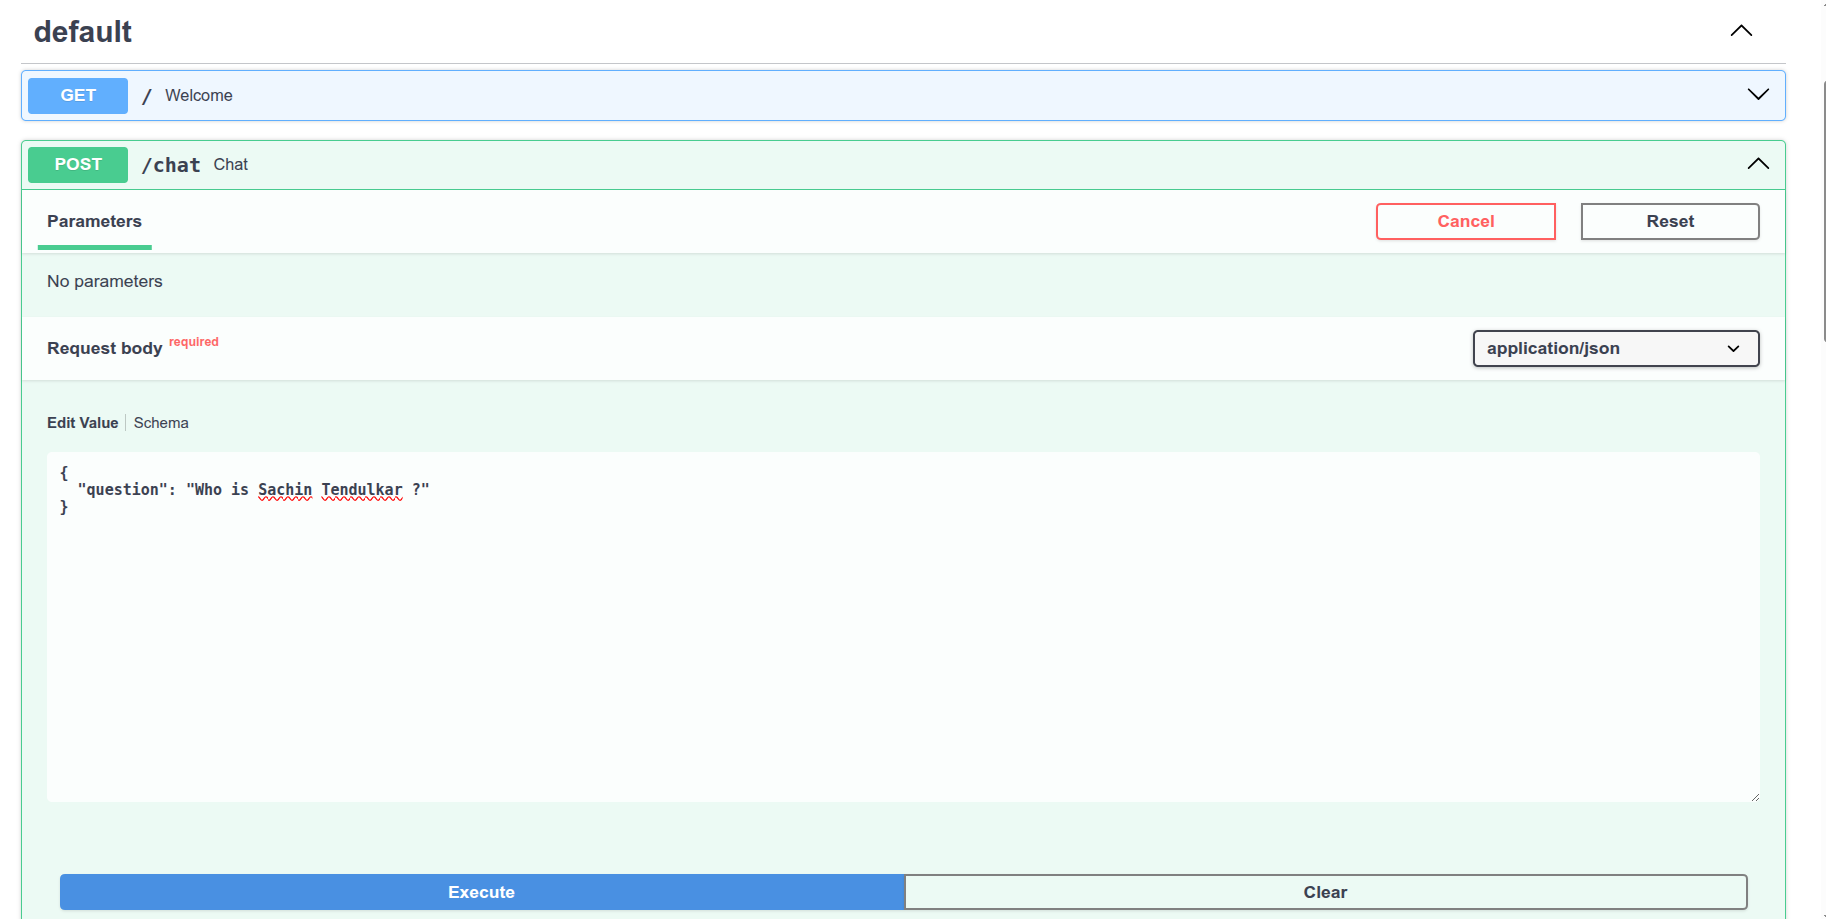 default
GET / Welcome
POST /chat Chat
Parameters Cancel Reset
No parameters
Request body required application/json
Edit Value Schema
{
"question": "Who is Sachin Tendulkar ?"
}
Execute Clear